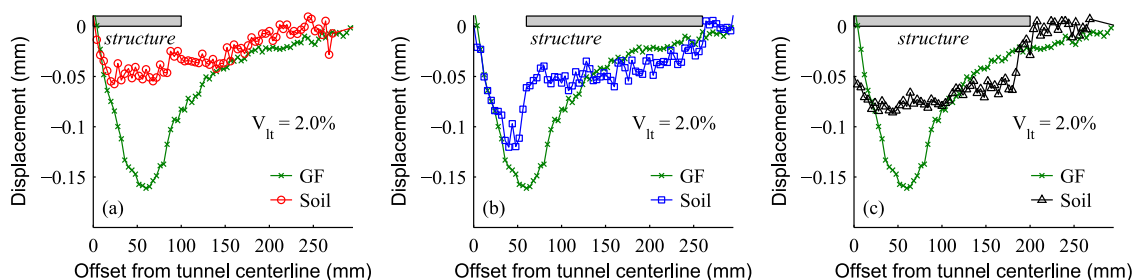 0
−0.05
−0.1
−0.15
Displacement (mm)
structure
V_lt = 2.0%
GF
Soil
(a)
0 50 100 150 200 250
Offset from tunnel centerline (mm)
0
−0.05
−0.1
−0.15
Displacement (mm)
structure
V_lt = 2.0%
GF
Soil
(b)
0 50 100 150 200 250
Offset from tunnel centerline (mm)
0
−0.05
−0.1
−0.15
Displacement (mm)
structure
V_lt = 2.0%
GF
Soil
(c)
0 50 100 150 200 250
Offset from tunnel centerline (mm)